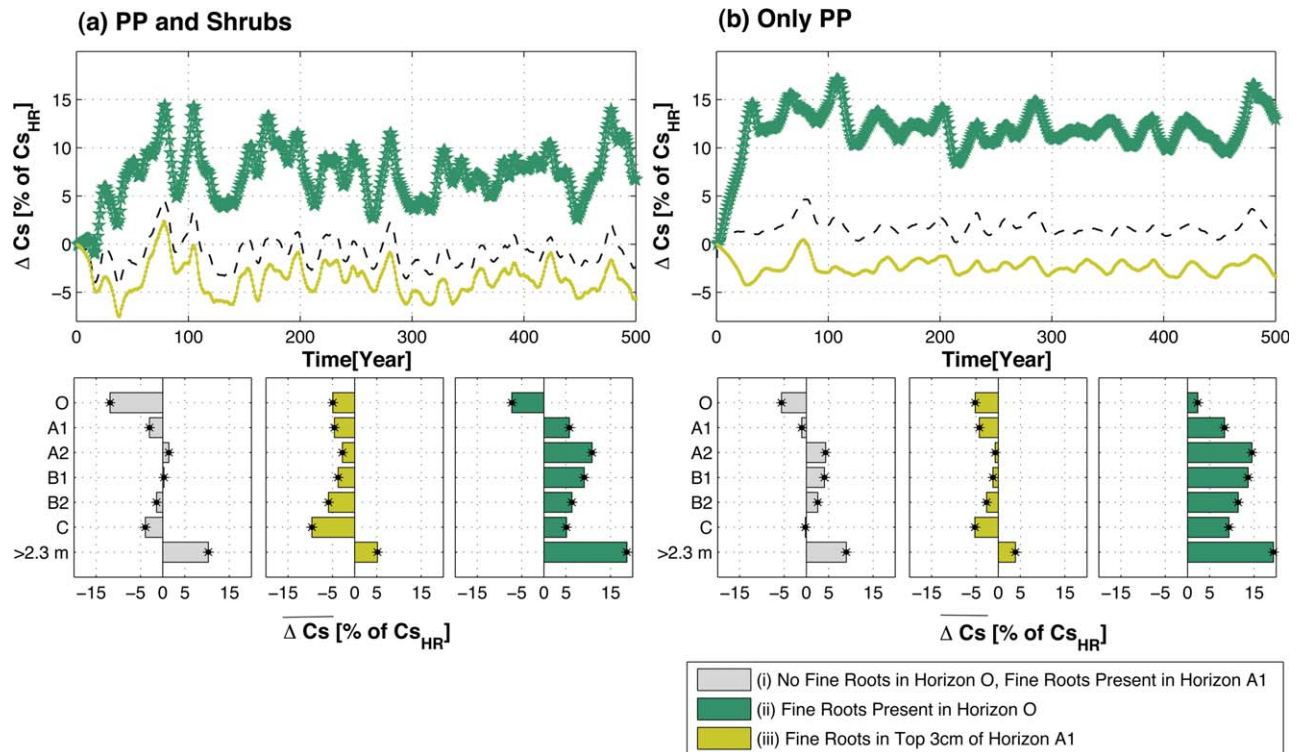 (a) PP and Shrubs
(b) Only PP
Δ Cs [% of CsHR]
15
10
5
0
−5
0 100 200 300 400 500
Time[Year]
Δ Cs [% of CsHR]
15
10
5
0
−5
0 100 200 300 400 500
Time[Year]
O
A1
A2
B1
B2
C
>2.3 m
−15 −5 0 5 15
−15 −5 0 5 15
−15 −5 0 5 15
Δ Cs [% of CsHR]
O
A1
A2
B1
B2
C
>2.3 m
−15 −5 0 5 15
−15 −5 0 5 15
−15 −5 0 5 15
Δ Cs [% of CsHR]
(i) No Fine Roots in Horizon O, Fine Roots Present in Horizon A1
(ii) Fine Roots Present in Horizon O
(iii) Fine Roots in Top 3cm of Horizon A1